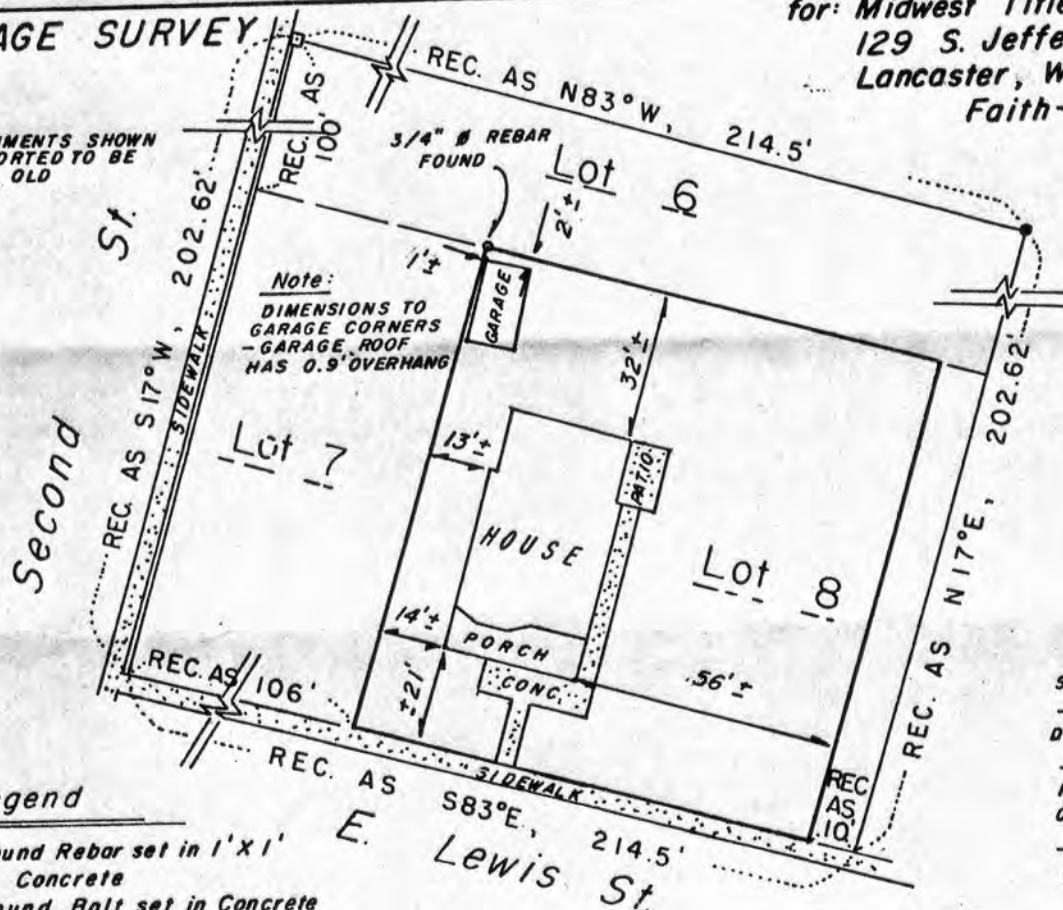 AGE SURVEY
for: Midwest Title
129 S. Jeffe
Lancaster, W
Faith
MENTS SHOWN
ORTED TO BE
OLD
REC. AS N83°W, 214.5'
REC. AS
100'
3/4" Ø REBAR
FOUND
Lot 6
2'±
1'±
GARAGE
Note:
DIMENSIONS TO
GARAGE CORNERS
- GARAGE ROOF
HAS 0.9' OVERHANG
Second St.
REC. AS S17°W, 202.62'
SIDEWALK
Lot 7
13'±
32'±
PATIO
HOUSE
Lot 8
REC. AS N17°E, 202.62'
14'±
PORCH
CONC.
±21'
56'±
REC. AS 106'
REC. AS S83°E, 214.5'
SIDEWALK
REC
AS
10'
E. Lewis St.
gend
und Rebar set in 1' X 1'
Concrete
ound Bolt set in Concrete